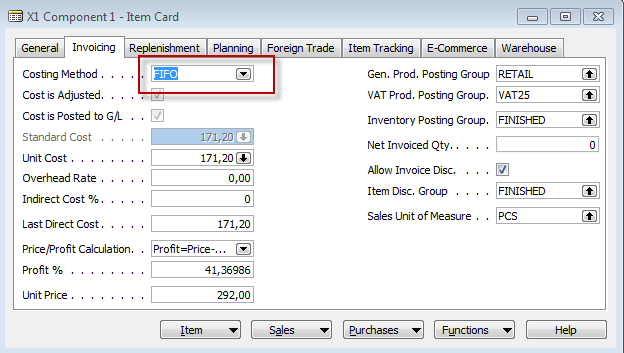 X1 Component 1 - Item Card
General Invoicing Replenishment Planning Foreign Trade Item Tracking E-Commerce Warehouse
Costing Method . . . . . FIFO
Cost is Adjusted. . . . .
Cost is Posted to G/L . .
Standard Cost . . . . . . 171,20
Unit Cost . . . . . . . . 171,20
Overhead Rate . . . . . 0,00
Indirect Cost %. . . . . . 0
Last Direct Cost. . . . . 171,20
Price/Profit Calculation. . Profit=Price-...
Profit % . . . . . . . . 41,36986
Unit Price . . . . . . . . 292,00
Gen. Prod. Posting Group RETAIL
VAT Prod. Posting Group. VAT25
Inventory Posting Group. FINISHED
Net Invoiced Qty. . . . . 0
Allow Invoice Disc. . . . .
Item Disc. Group . . . . FINISHED
Sales Unit of Measure . . PCS
Item Sales Purchases Functions Help